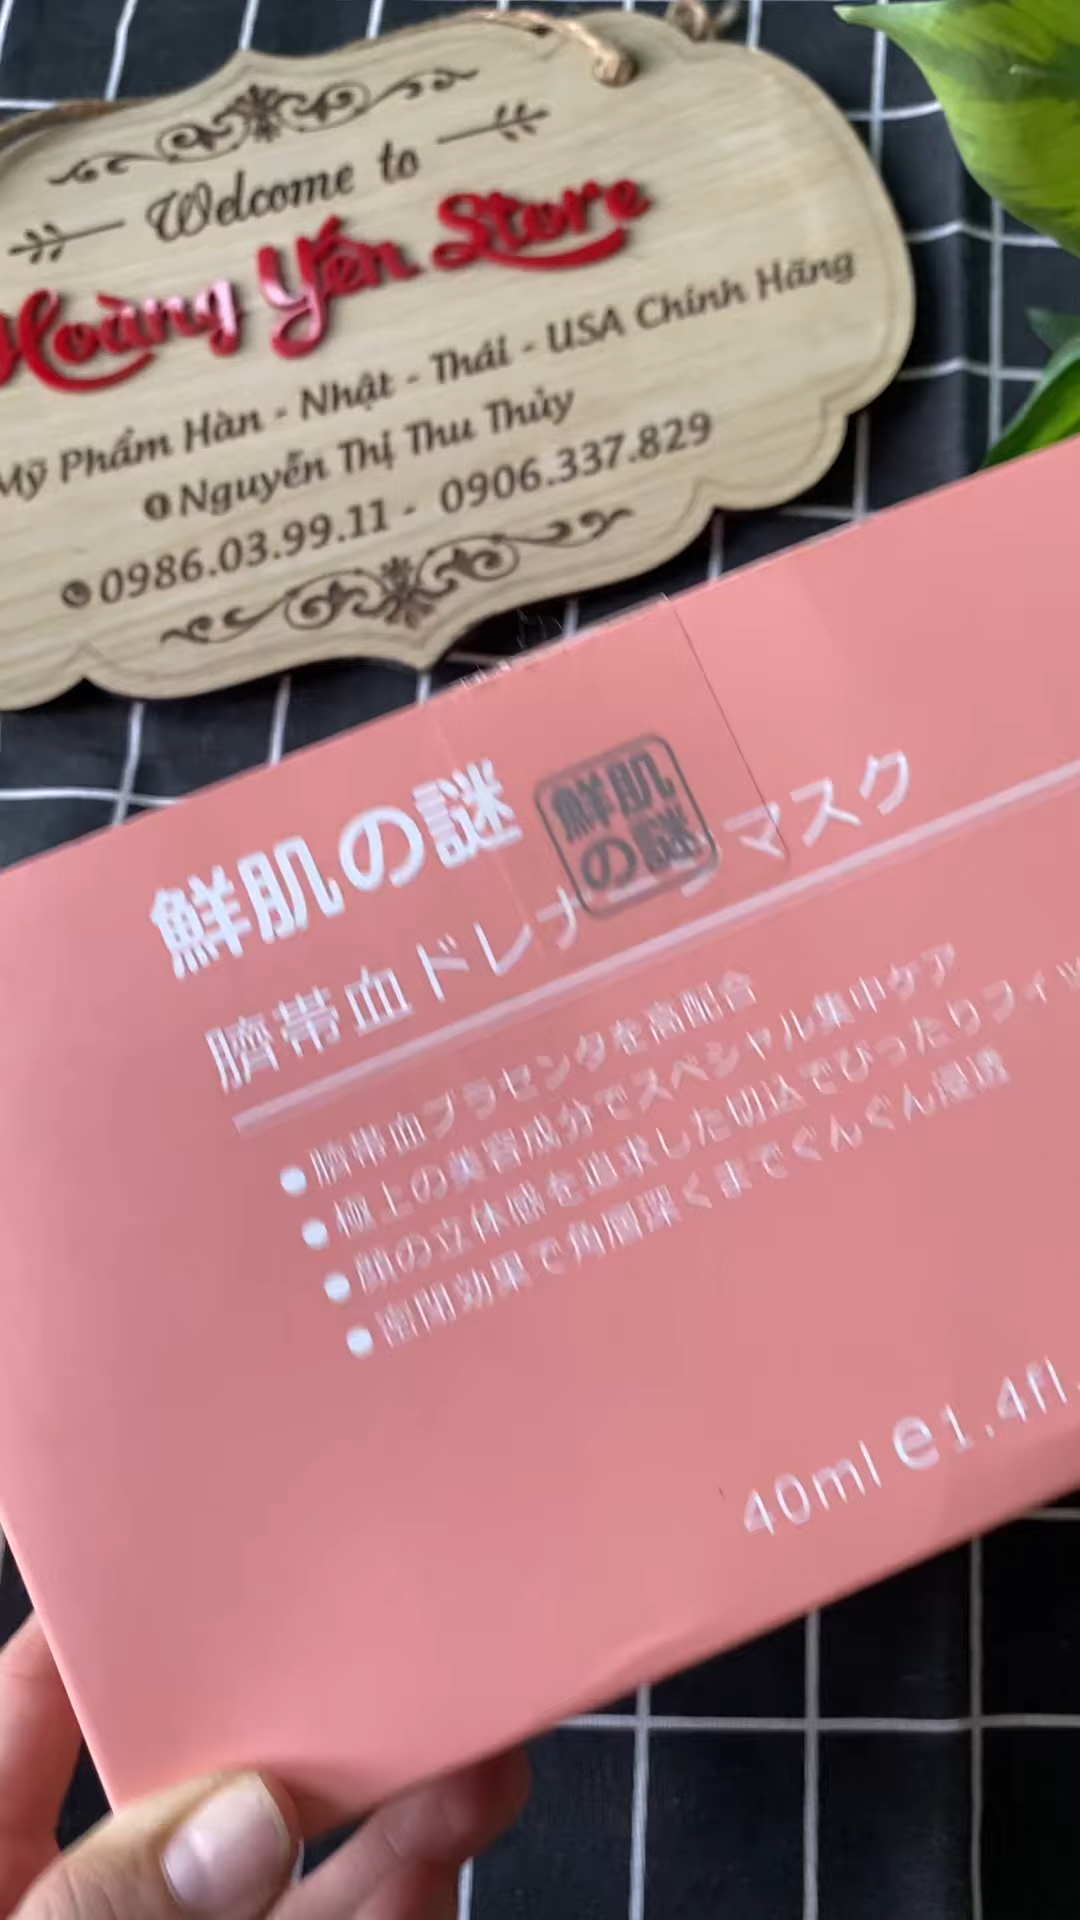 Welcome to
Hoàng Yến Store
Mỹ Phẩm Hàn - Nhật - Thái - USA Chính Hãng
Nguyễn Thị Thu Thủy
0986.03.99.11 - 0906.337.829
鮮肌の謎
鮮肌
の謎
臍帯血ドレナ マスク
●臍帯血プラセンタを高配合
●極上の美容成分でスペシャル集中ケア
●顔の立体感を追求した切込でぴったりフィッ
●密閉効果で角層深くまでぐんぐん浸透
40ml e1.4fl.